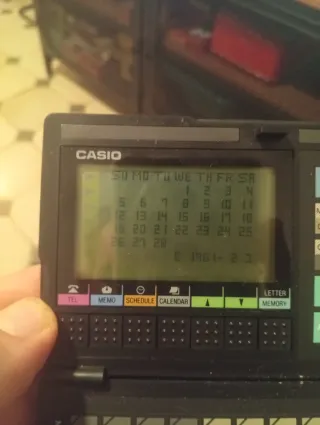 CASIO
SU MO TU WE TH FR SA
1 2 3 4
5 6 7 8 9 10 11
12 13 14 15 16 17 18
19 20 21 22 23 24 25
26 27 28
LETTER
TEL MEMO SCHEDULE CALENDAR ▲ ▼ MEMORY